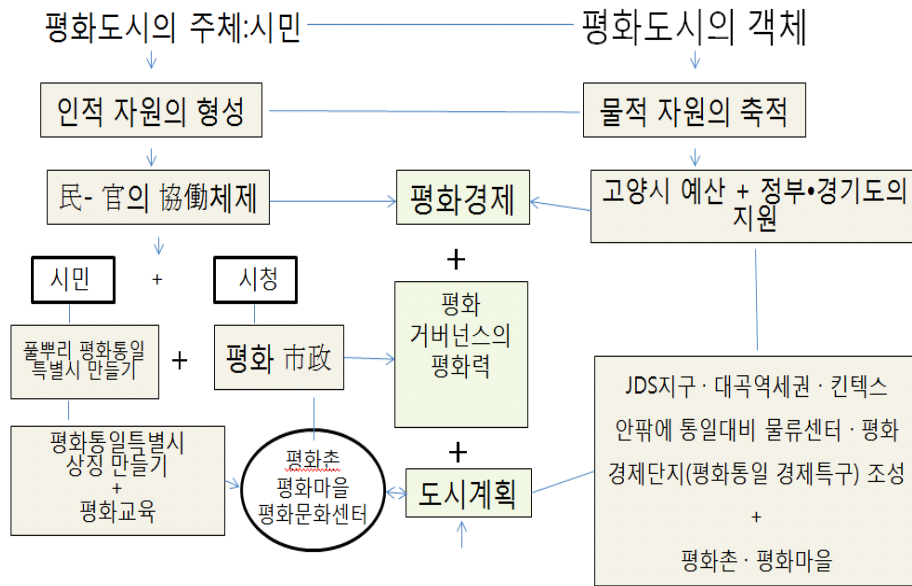 평화도시의 주체:시민
평화도시의 객체
인적 자원의 형성
물적 자원의 축적
民- 官의 協働체제
평화경제
고양시 예산 + 정부•경기도의
지원
시민
+
시청
+
풀뿌리 평화통일
특별시 만들기
+
평화 市政
평화
거버넌스의
평화력
평화통일특별시
상징 만들기
+
평화교육
평화촌
평화마을
평화문화센터
+
도시계획
JDS지구 · 대곡역세권 · 킨텍스
안팎에 통일대비 물류센터 · 평화
경제단지(평화통일 경제특구) 조성
+
평화촌 · 평화마을